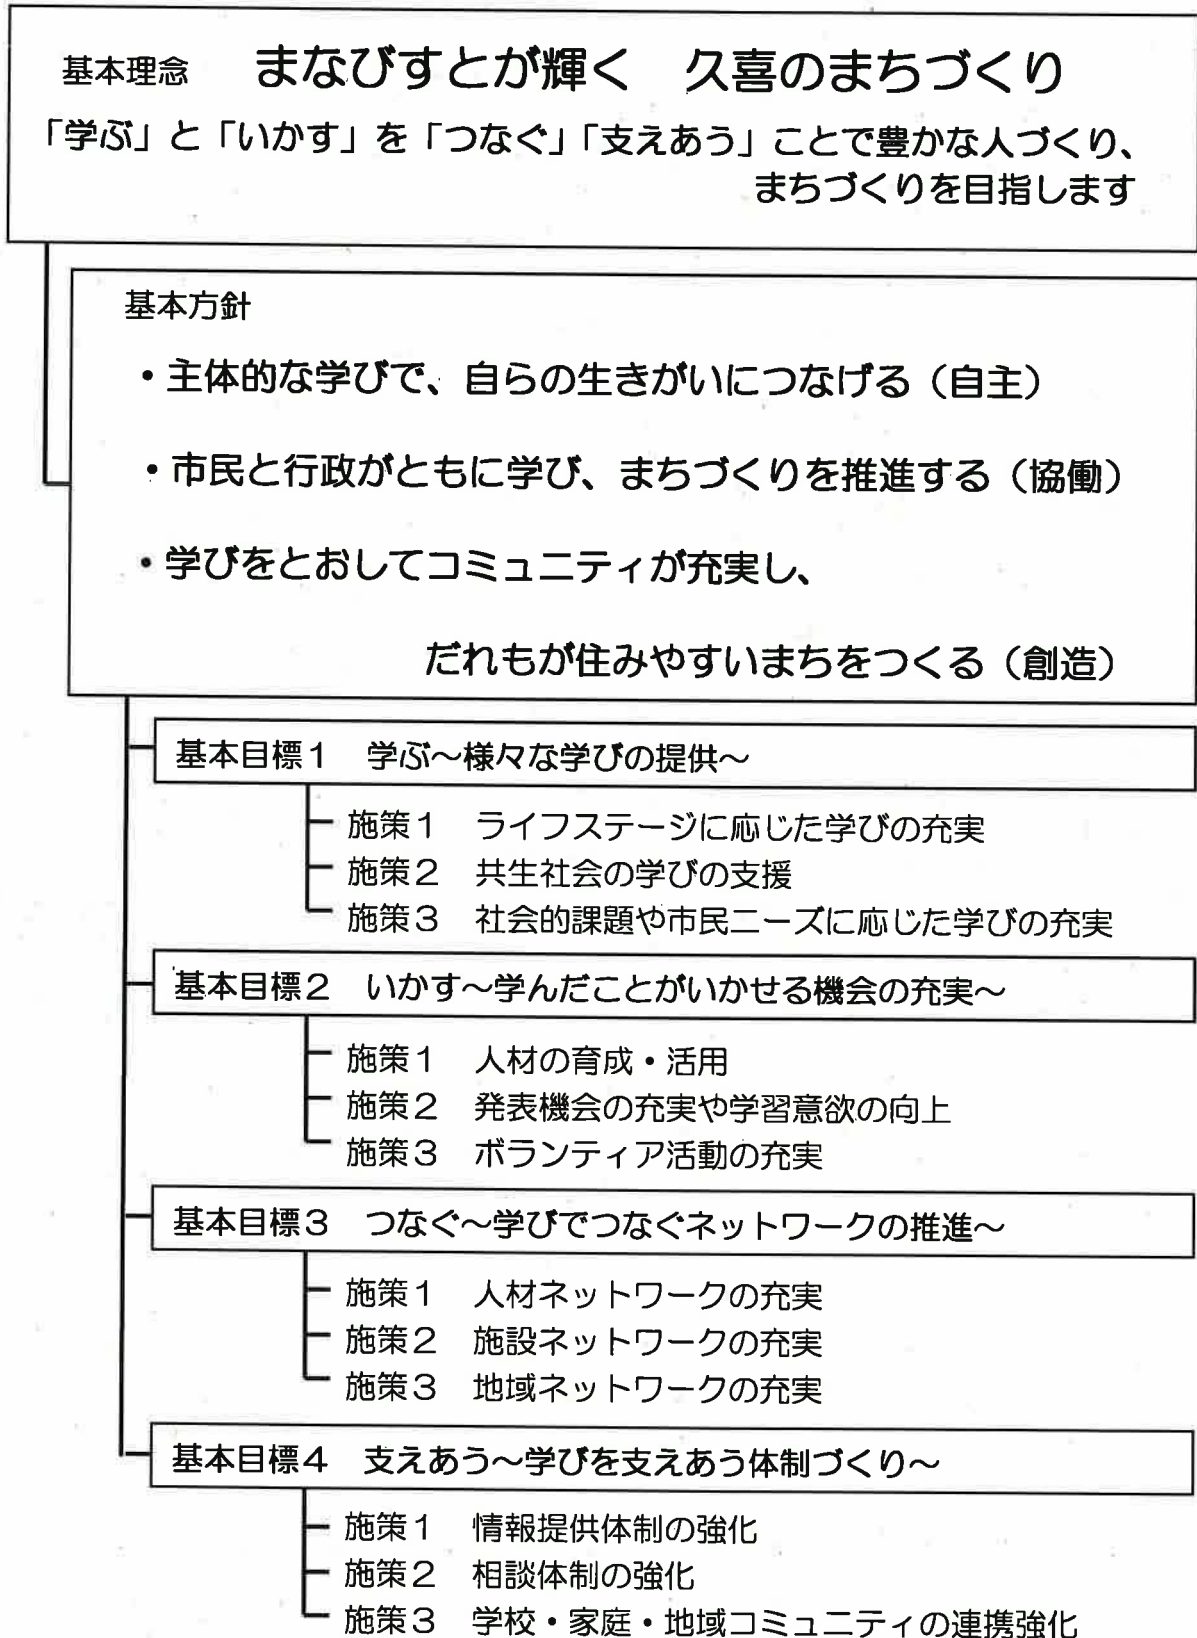 基本理念　まなびすとが輝く　久喜のまちづくり
「学ぶ」と「いかす」を「つなぐ」「支えあう」ことで豊かな人づくり、
まちづくりを目指します
基本方針
・主体的な学びで、自らの生きがいにつなげる（自主）
・市民と行政がともに学び、まちづくりを推進する（協働）
・学びをとおしてコミュニティが充実し、
だれもが住みやすいまちをつくる（創造）
基本目標１　学ぶ～様々な学びの提供～
施策１　ライフステージに応じた学びの充実
施策２　共生社会の学びの支援
施策３　社会的課題や市民ニーズに応じた学びの充実
基本目標２　いかす～学んだことがいかせる機会の充実～
施策１　人材の育成・活用
施策２　発表機会の充実や学習意欲の向上
施策３　ボランティア活動の充実
基本目標３　つなぐ～学びでつなぐネットワークの推進～
施策１　人材ネットワークの充実
施策２　施設ネットワークの充実
施策３　地域ネットワークの充実
基本目標４　支えあう～学びを支えあう体制づくり～
施策１　情報提供体制の強化
施策２　相談体制の強化
施策３　学校・家庭・地域コミュニティの連携強化